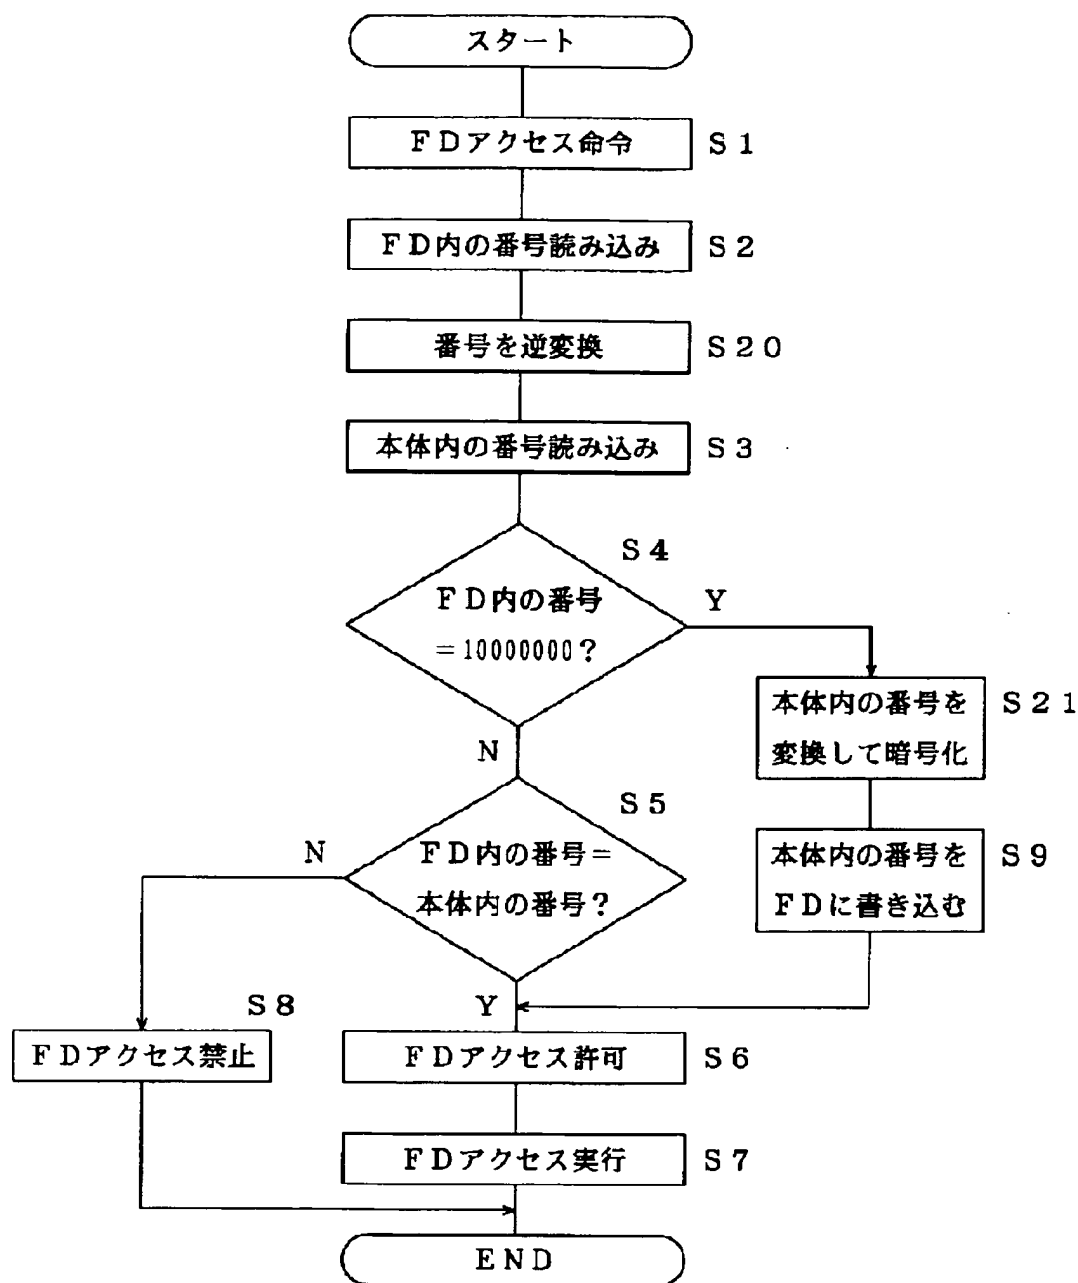 スタート
FDアクセス命令 S1
FD内の番号読み込み S2
番号を逆変換 S20
本体内の番号読み込み S3
S4
FD内の番号
=10000000?
Y
N
本体内の番号を
変換して暗号化
S21
S5
FD内の番号=
本体内の番号?
N
Y
本体内の番号を
FDに書き込む
S9
S8
FDアクセス禁止
FDアクセス許可 S6
FDアクセス実行 S7
END